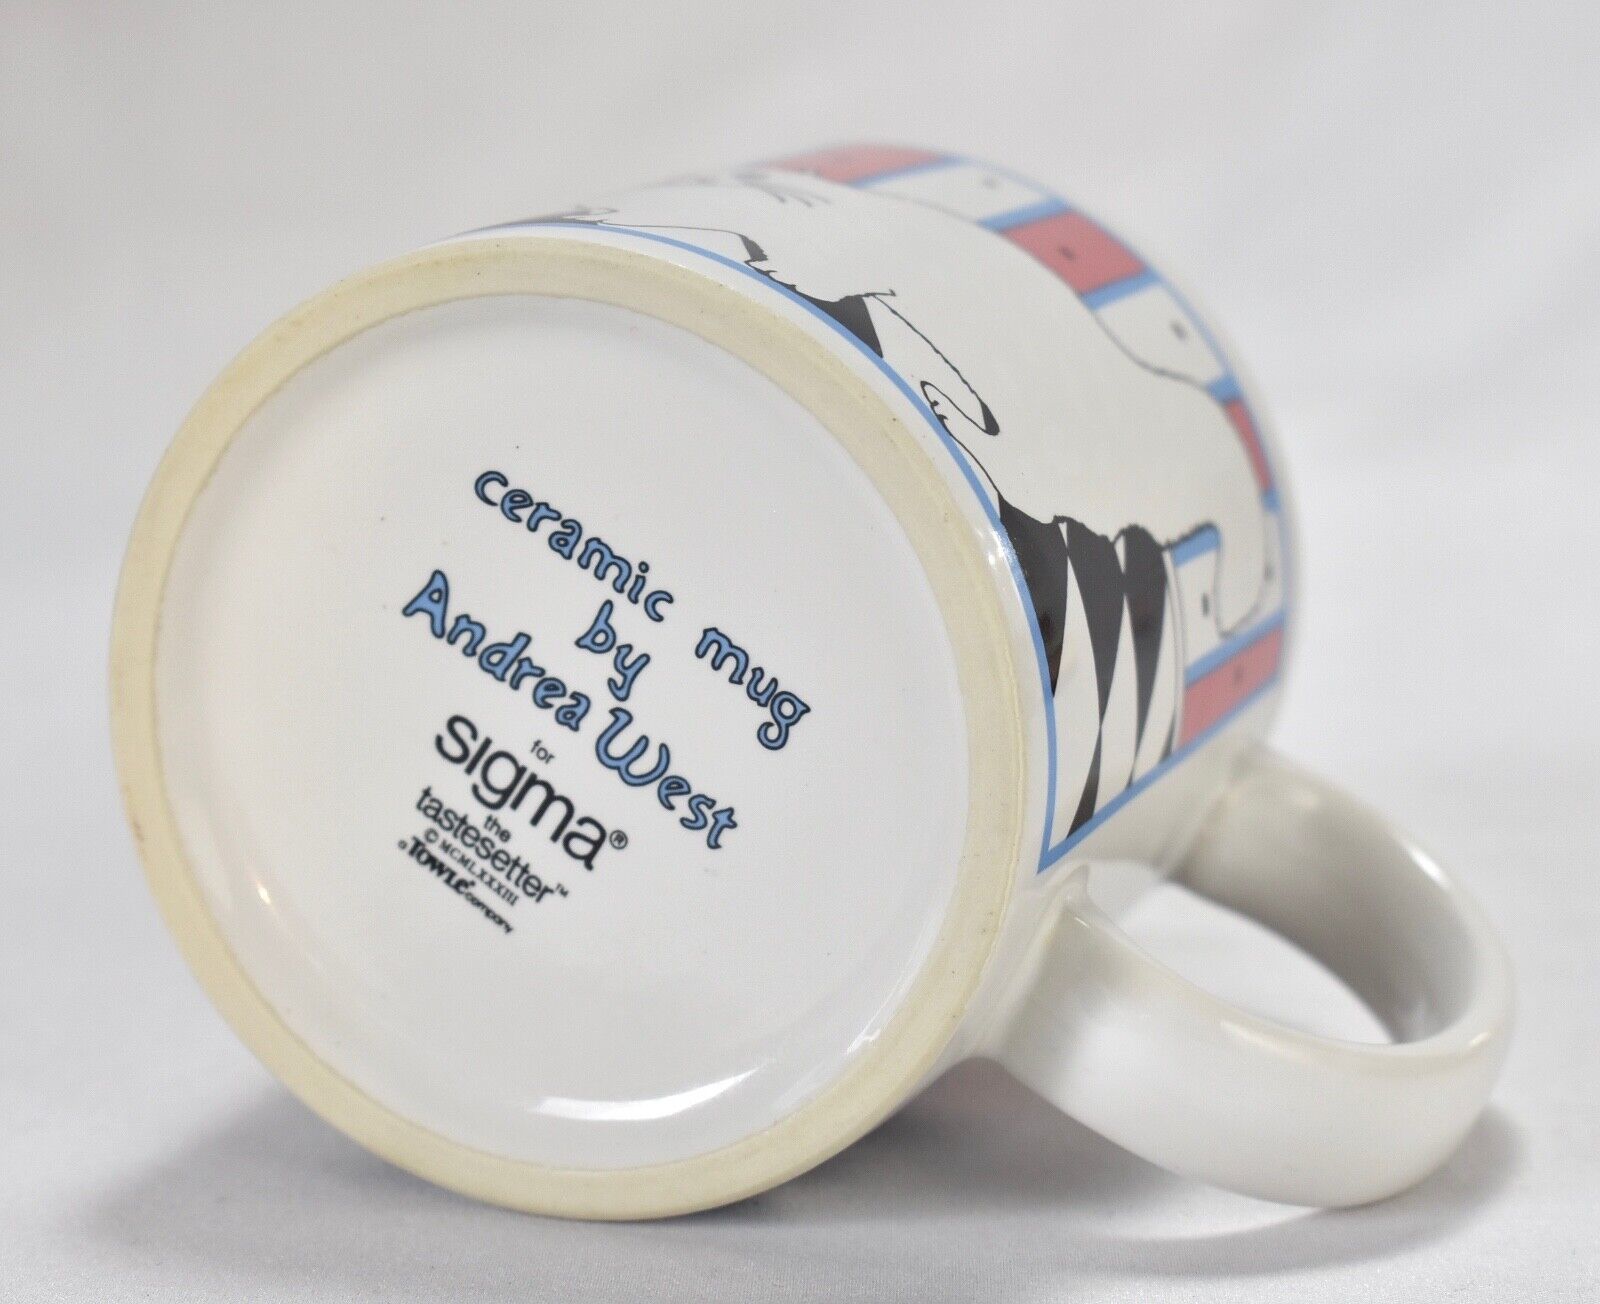 ceramic mug
by
Andrea West
for
sigma®
the
tastesetter™
© MCMLXXXIII
a TOWLE® company